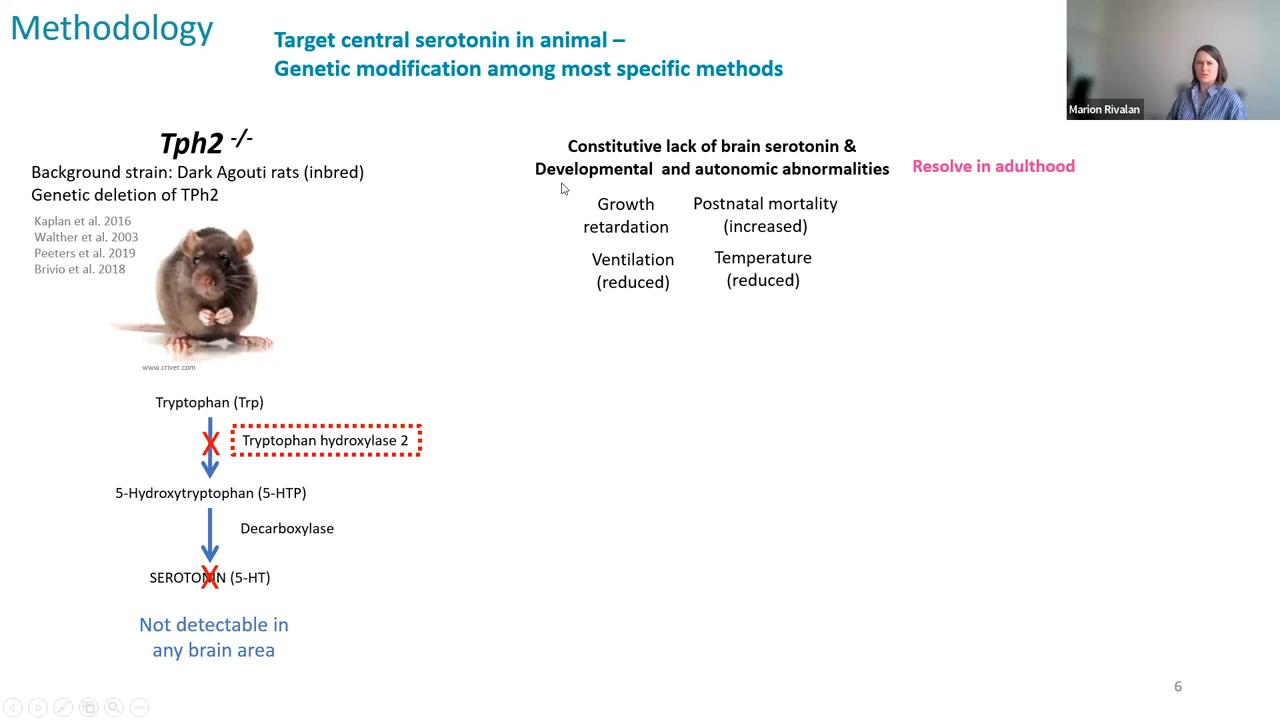 Methodology
Target central serotonin in animal –
Genetic modification among most specific methods
Marion Rivalan
Tph2 -/-
Background strain: Dark Agouti rats (inbred)
Genetic deletion of TPh2
Kaplan et al. 2016
Walther et al. 2003
Peeters et al. 2019
Brivio et al. 2018
www.criver.com
Tryptophan (Trp)
X
Tryptophan hydroxylase 2
5-Hydroxytryptophan (5-HTP)
Decarboxylase
SEROTONIN (5-HT)
X
Not detectable in
any brain area
Constitutive lack of brain serotonin &
Developmental and autonomic abnormalities
Resolve in adulthood
Growth
retardation
Postnatal mortality
(increased)
Ventilation
(reduced)
Temperature
(reduced)
6